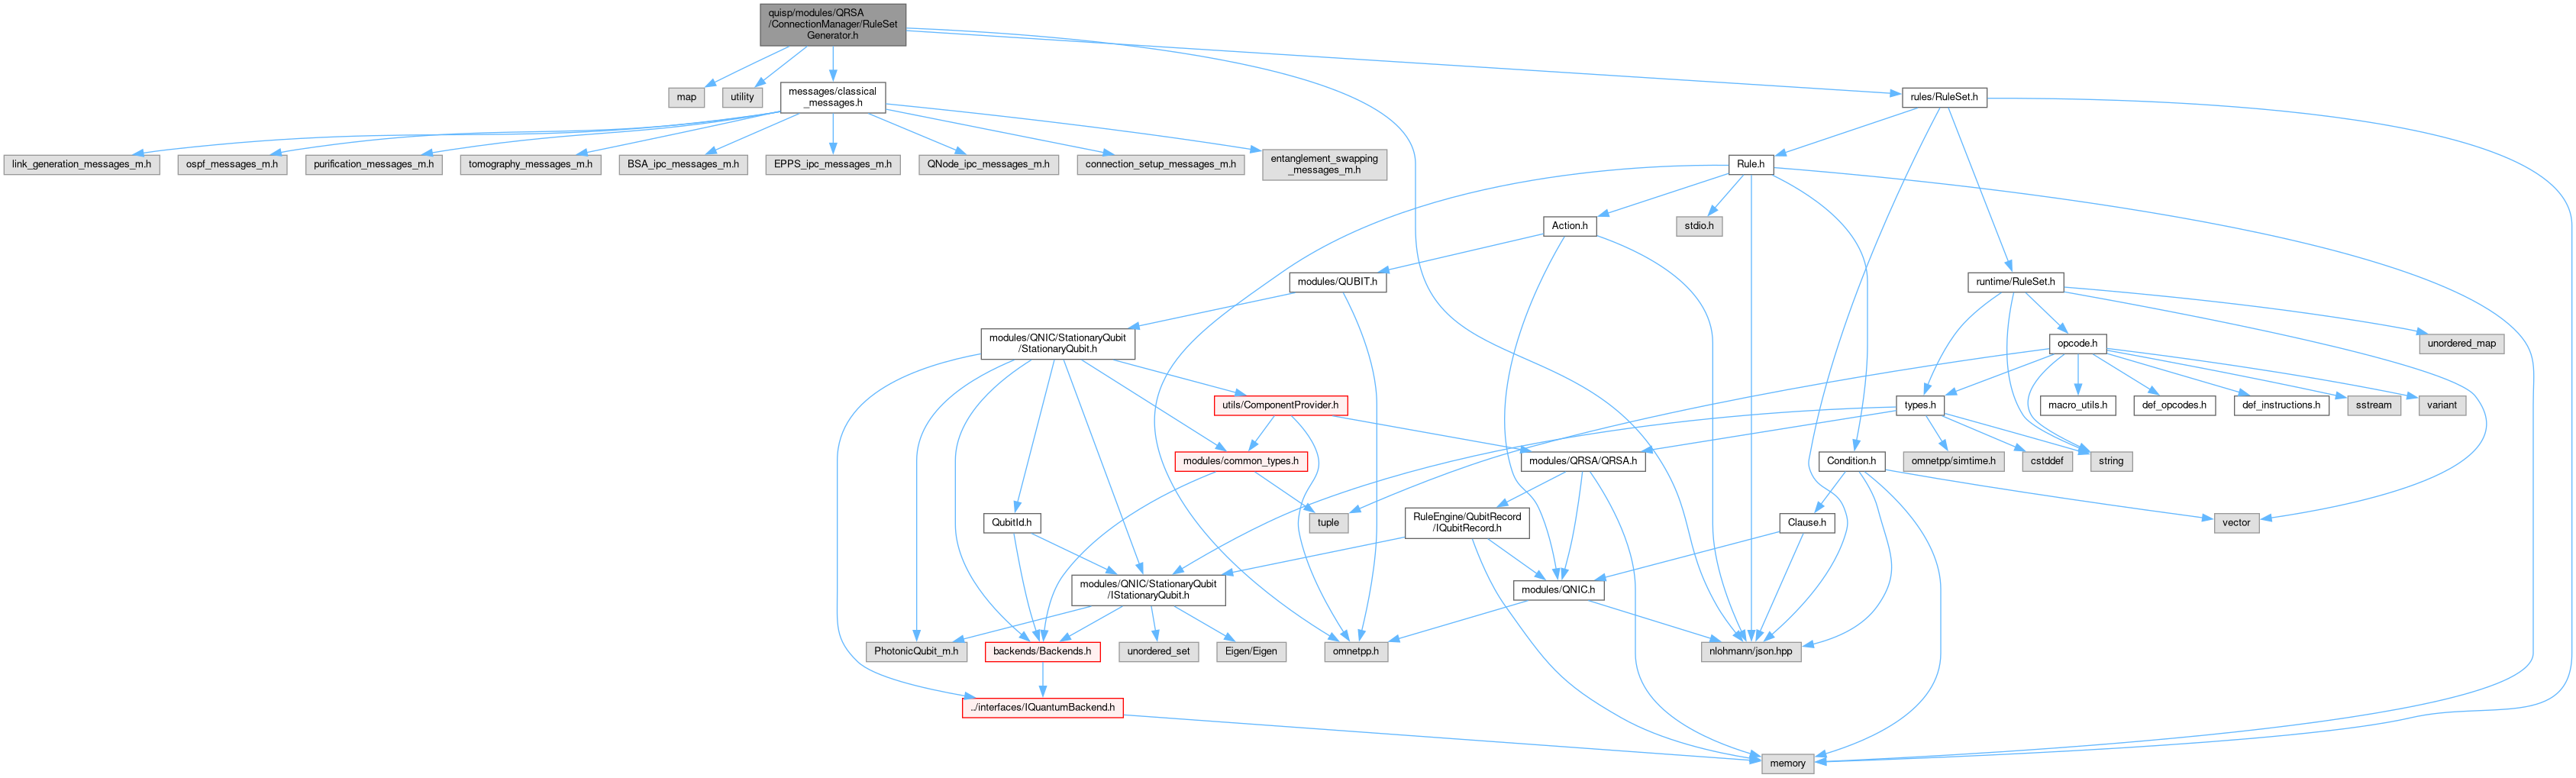 quisp/modules/QRSA
/ConnectionManager/RuleSet
Generator.h
map
utility
messages/classical
_messages.h
rules/RuleSet.h
link_generation_messages_m.h
ospf_messages_m.h
purification_messages_m.h
tomography_messages_m.h
BSA_ipc_messages_m.h
EPPS_ipc_messages_m.h
QNode_ipc_messages_m.h
connection_setup_messages_m.h
entanglement_swapping
_messages_m.h
Rule.h
Action.h
stdio.h
modules/QUBIT.h
runtime/RuleSet.h
modules/QNIC/StationaryQubit
/StationaryQubit.h
opcode.h
unordered_map
utils/ComponentProvider.h
types.h
macro_utils.h
def_opcodes.h
def_instructions.h
sstream
variant
modules/common_types.h
modules/QRSA/QRSA.h
Condition.h
omnetpp/simtime.h
cstddef
string
QubitId.h
tuple
RuleEngine/QubitRecord
/IQubitRecord.h
Clause.h
vector
modules/QNIC/StationaryQubit
/IStationaryQubit.h
modules/QNIC.h
PhotonicQubit_m.h
backends/Backends.h
unordered_set
Eigen/Eigen
omnetpp.h
nlohmann/json.hpp
../interfaces/IQuantumBackend.h
memory